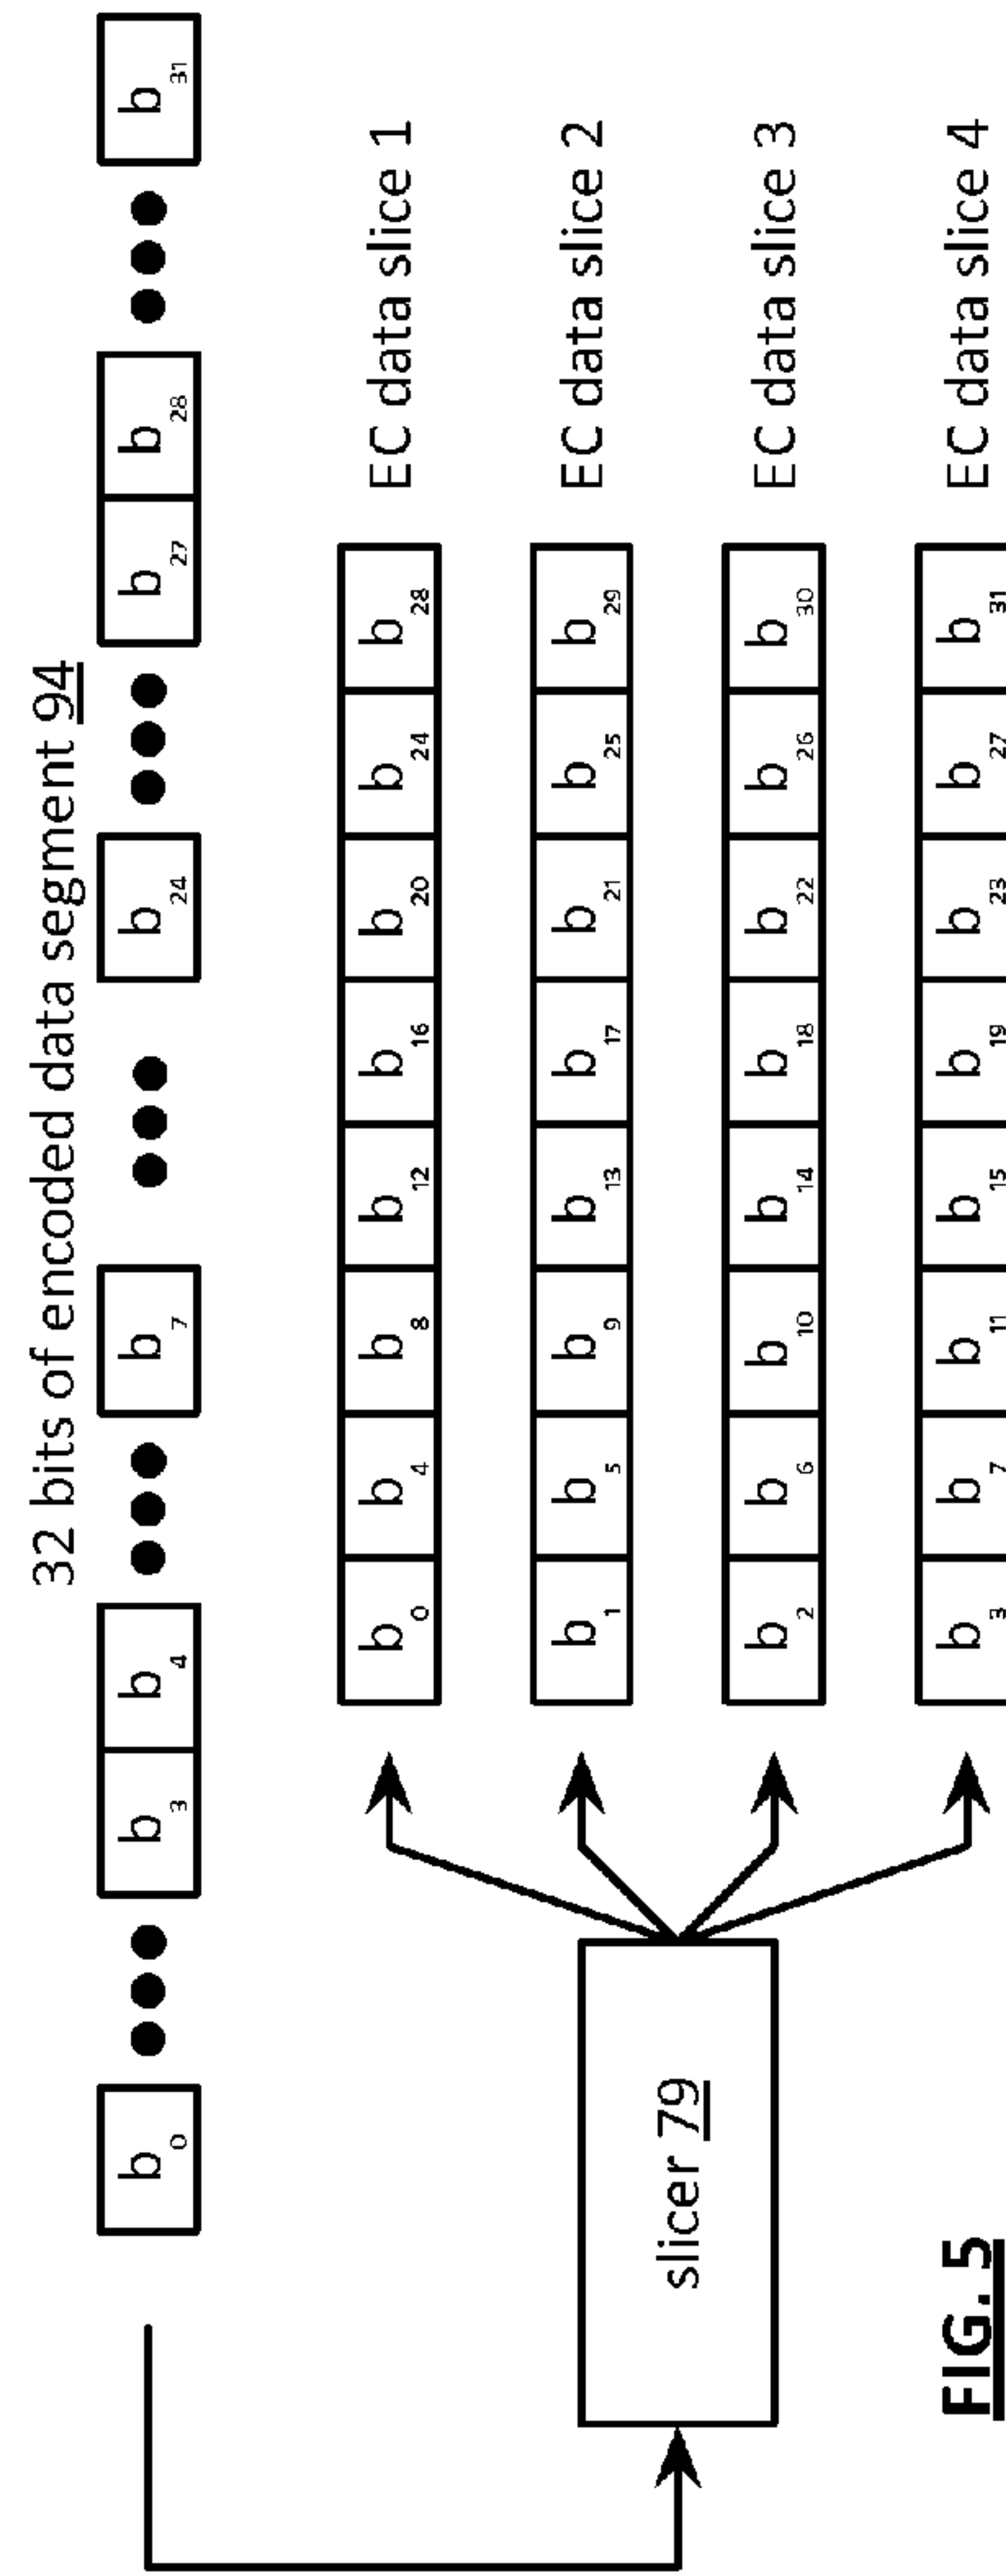 32 bits of encoded data segment 94
b0 b3 b4 b7 b24 b27 b28 b31
b0 b4 b8 b12 b16 b20 b24 b28 EC data slice 1
b1 b5 b9 b13 b17 b21 b25 b29 EC data slice 2
slicer 79
b2 b6 b10 b14 b18 b22 b26 b30 EC data slice 3
b3 b7 b11 b15 b19 b23 b27 b31 EC data slice 4
FIG. 5